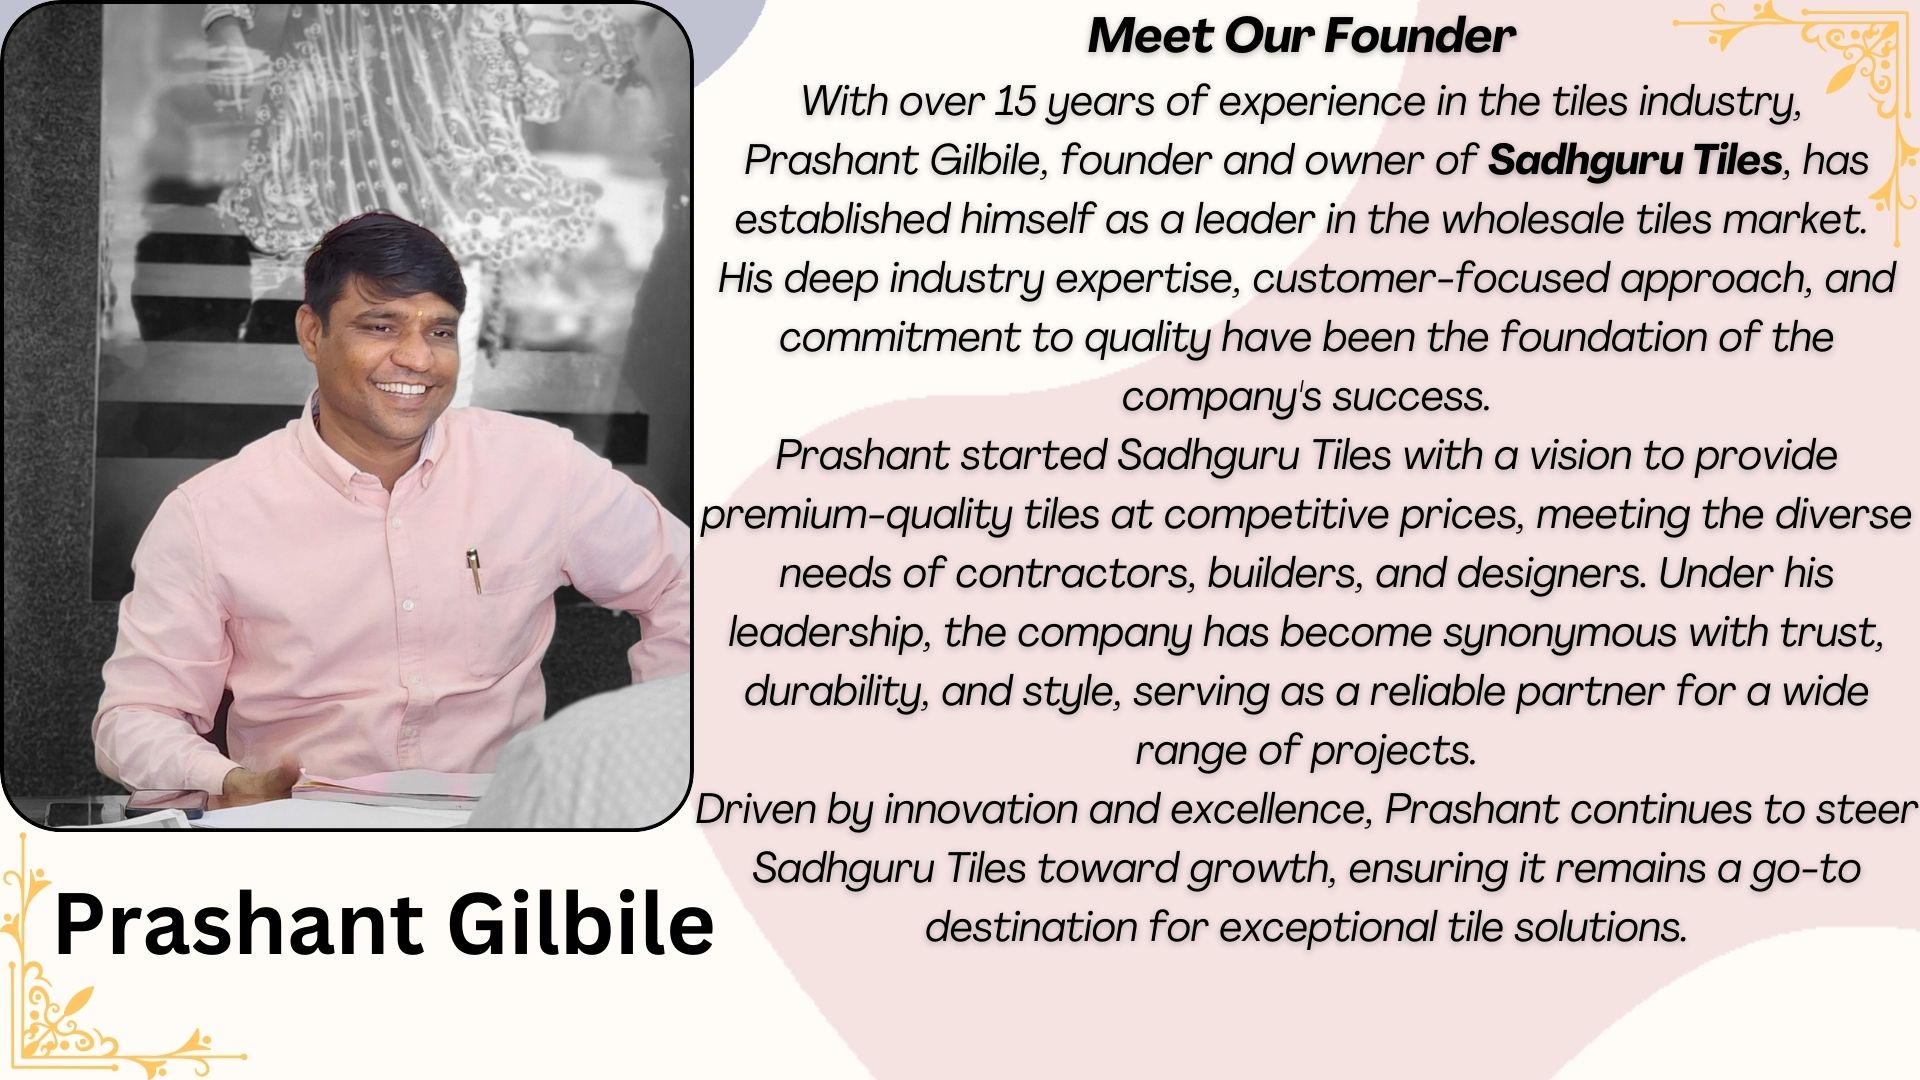 Meet Our Founder
With over 15 years of experience in the tiles industry,
Prashant Gilbile, founder and owner of Sadhguru Tiles, has
established himself as a leader in the wholesale tiles market.
His deep industry expertise, customer-focused approach, and
commitment to quality have been the foundation of the
company's success.
Prashant started Sadhguru Tiles with a vision to provide
premium-quality tiles at competitive prices, meeting the diverse
needs of contractors, builders, and designers. Under his
leadership, the company has become synonymous with trust,
durability, and style, serving as a reliable partner for a wide
range of projects.
Driven by innovation and excellence, Prashant continues to steer
Sadhguru Tiles toward growth, ensuring it remains a go-to
destination for exceptional tile solutions.
Prashant Gilbile